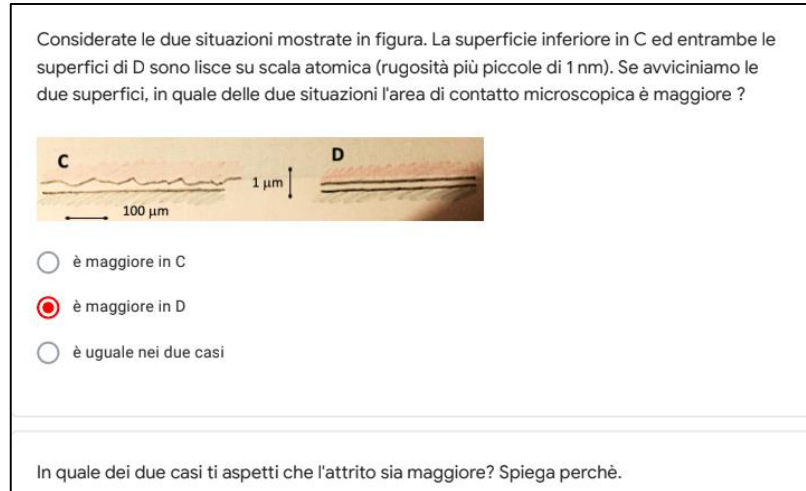 Considerate le due situazioni mostrate in figura. La superficie inferiore in C ed entrambe le
superfici di D sono lisce su scala atomica (rugosità più piccole di 1 nm). Se avviciniamo le
due superfici, in quale delle due situazioni l'area di contatto microscopica è maggiore ?
C
D
1 μm
100 μm
è maggiore in C
è maggiore in D
è uguale nei due casi
In quale dei due casi ti aspetti che l'attrito sia maggiore? Spiega perchè.